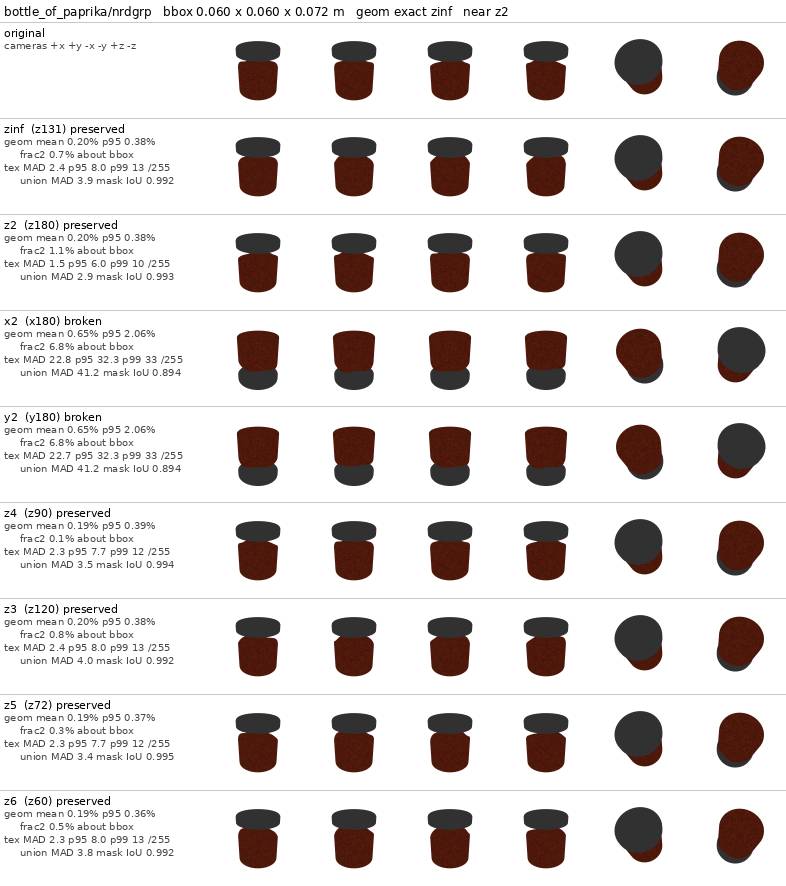 bottle_of_paprika/nrdgrp   bbox 0.060 x 0.060 x 0.072 m   geom exact zinf   near z2
original
cameras +x +y -x -y +z -z
zinf  (z131) preserved
geom mean 0.20% p95 0.38%
frac2 0.7% about bbox
tex MAD 2.4 p95 8.0 p99 13 /255
union MAD 3.9 mask IoU 0.992
z2  (z180) preserved
geom mean 0.20% p95 0.38%
frac2 1.1% about bbox
tex MAD 1.5 p95 6.0 p99 10 /255
union MAD 2.9 mask IoU 0.993
x2  (x180) broken
geom mean 0.65% p95 2.06%
frac2 6.8% about bbox
tex MAD 22.8 p95 32.3 p99 33 /255
union MAD 41.2 mask IoU 0.894
y2  (y180) broken
geom mean 0.65% p95 2.06%
frac2 6.8% about bbox
tex MAD 22.7 p95 32.3 p99 33 /255
union MAD 41.2 mask IoU 0.894
z4  (z90) preserved
geom mean 0.19% p95 0.39%
frac2 0.1% about bbox
tex MAD 2.3 p95 7.7 p99 12 /255
union MAD 3.5 mask IoU 0.994
z3  (z120) preserved
geom mean 0.20% p95 0.38%
frac2 0.8% about bbox
tex MAD 2.4 p95 8.0 p99 13 /255
union MAD 4.0 mask IoU 0.992
z5  (z72) preserved
geom mean 0.19% p95 0.37%
frac2 0.3% about bbox
tex MAD 2.3 p95 7.7 p99 12 /255
union MAD 3.4 mask IoU 0.995
z6  (z60) preserved
geom mean 0.19% p95 0.36%
frac2 0.5% about bbox
tex MAD 2.3 p95 8.0 p99 13 /255
union MAD 3.8 mask IoU 0.992